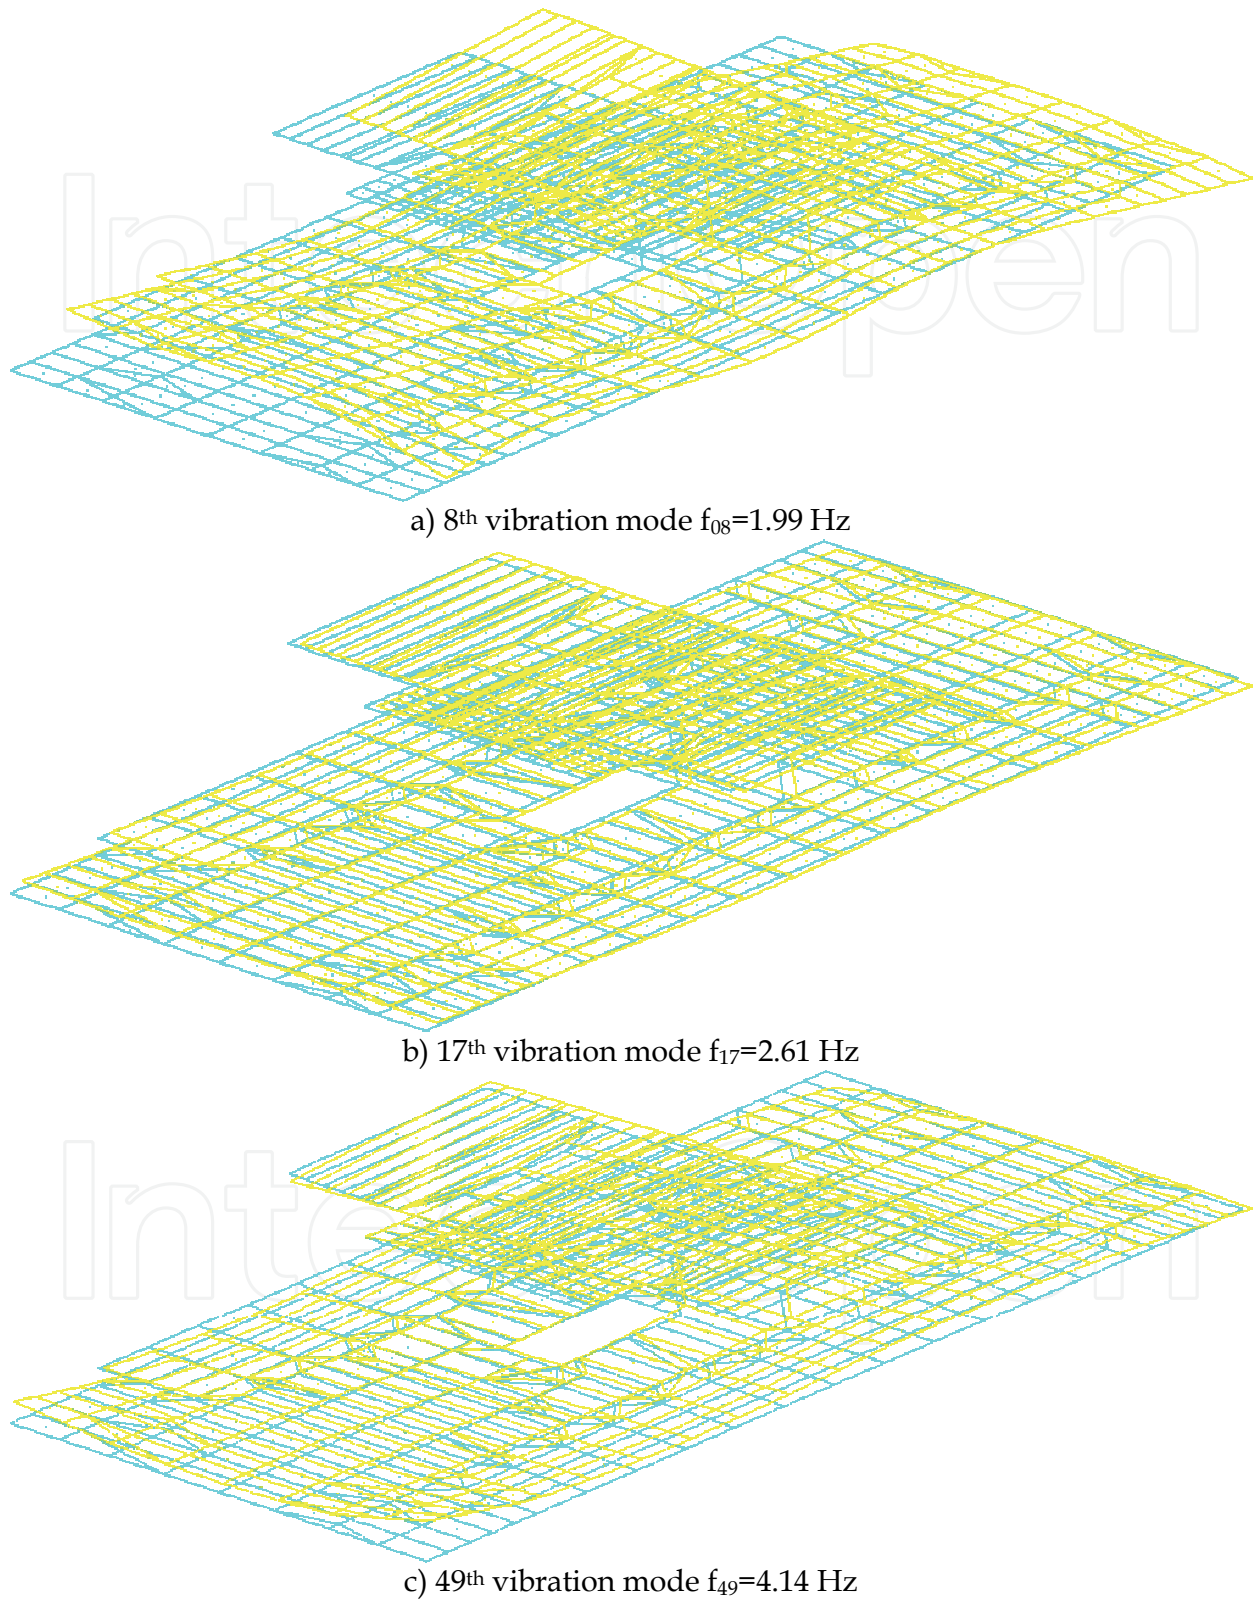 a) 8th vibration mode f08=1.99 Hz
b) 17th vibration mode f17=2.61 Hz
c) 49th vibration mode f49=4.14 Hz